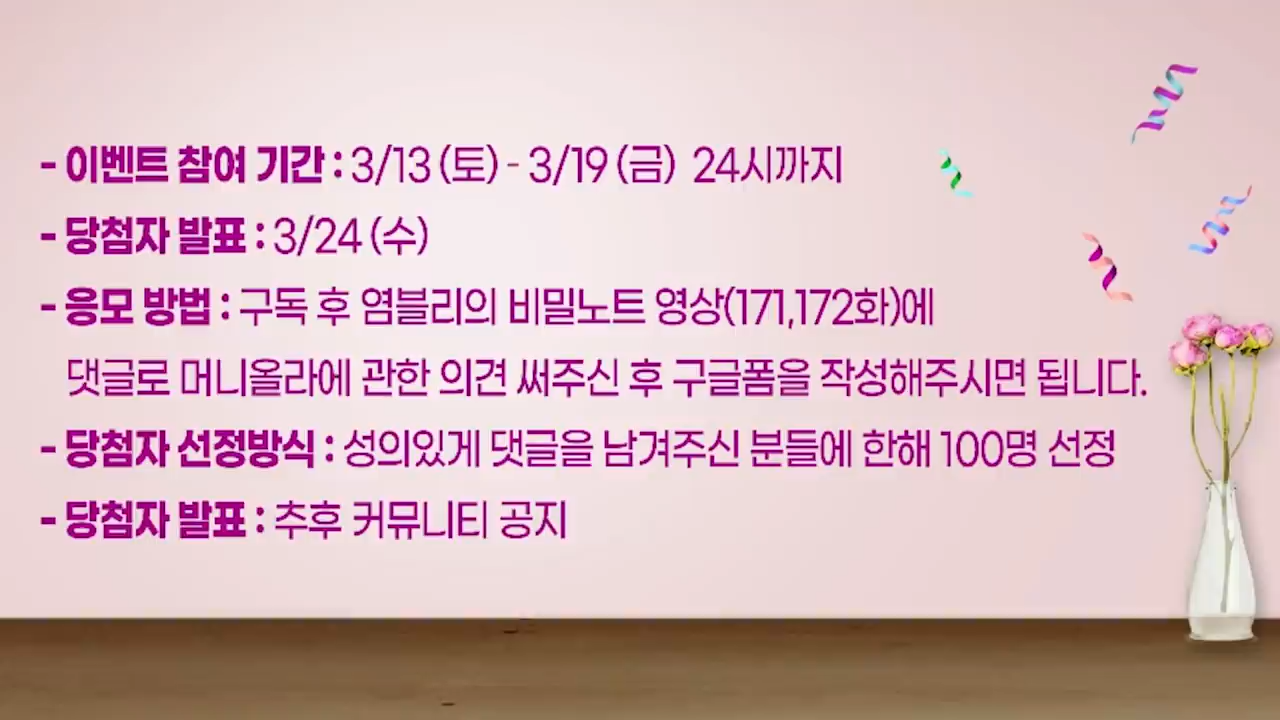 - 이벤트 참여 기간 : 3/13 (토) - 3/19 (금) 24시까지
- 당첨자 발표 : 3/24 (수)
- 응모 방법 : 구독 후 염블리의 비밀노트 영상(171,172화)에
댓글로 머니올라에 관한 의견 써주신 후 구글폼을 작성해주시면 됩니다.
- 당첨자 선정방식 : 성의있게 댓글을 남겨주신 분들에 한해 100명 선정
- 당첨자 발표 : 추후 커뮤니티 공지